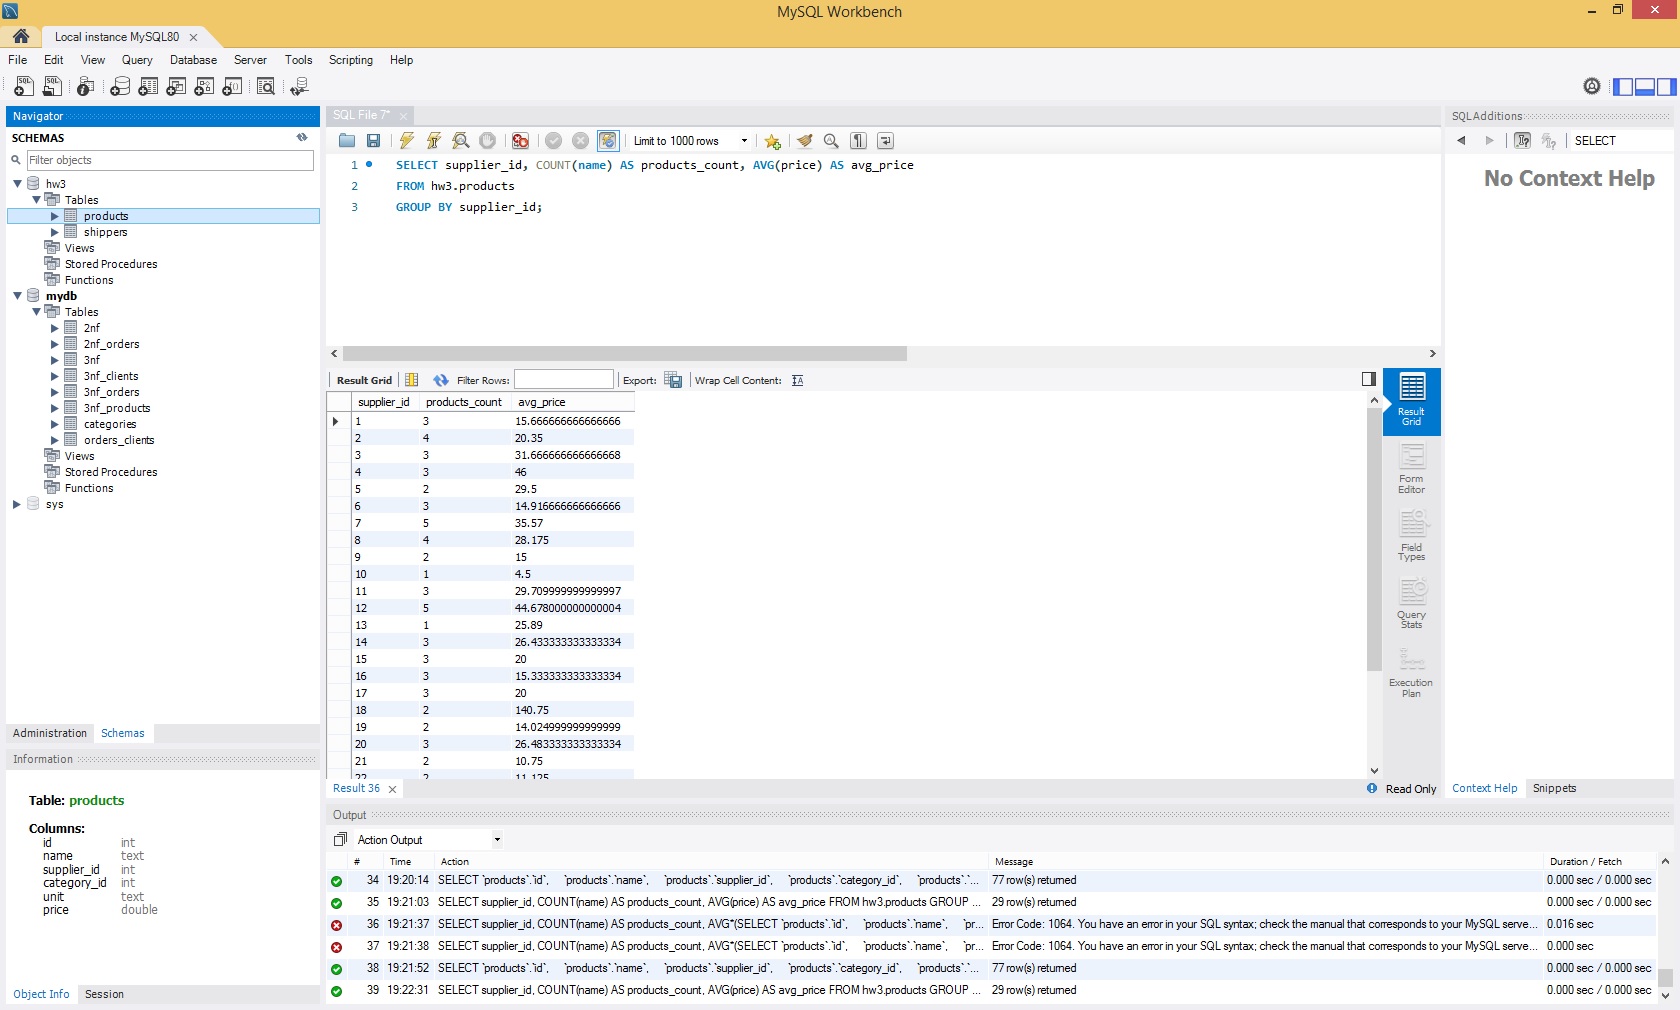 MySQL Workbench
Local instance MySQL80
File Edit View Query Database Server Tools Scripting Help
Navigator
SCHEMAS
Filter objects
hw3
Tables
products
shippers
Views
Stored Procedures
Functions
mydb
Tables
2nf
2nf_orders
3nf
3nf_clients
3nf_orders
3nf_products
categories
orders_clients
Views
Stored Procedures
Functions
sys
Administration Schemas
Information
Table: products
Columns:
id int
name text
supplier_id int
category_id int
unit text
price double
Object Info Session
SQL File 7*
Limit to 1000 rows
1 SELECT supplier_id, COUNT(name) AS products_count, AVG(price) AS avg_price
2 FROM hw3.products
3 GROUP BY supplier_id;
Result Grid Filter Rows: Export: Wrap Cell Content:
supplier_id products_count avg_price
1 3 15.666666666666666
2 4 20.35
3 3 31.666666666666668
4 3 46
5 2 29.5
6 3 14.916666666666666
7 5 35.57
8 4 28.175
9 2 15
10 1 4.5
11 3 29.709999999999997
12 5 44.678000000000004
13 1 25.89
14 3 26.433333333333334
15 3 20
16 3 15.333333333333334
17 3 20
18 2 140.75
19 2 14.024999999999999
20 3 26.483333333333334
21 2 10.75
22 2 11.125
Result Grid
Form Editor
Field Types
Query Stats
Execution Plan
Result 36
Read Only
SQLAdditions
SELECT
No Context Help
Context Help Snippets
Output
Action Output
# Time Action Message Duration / Fetch
34 19:20:14 SELECT `products`.`id`, `products`.`name`, `products`.`supplier_id`, `products`.`category_id`, `products`.`... 77 row(s) returned 0.000 sec / 0.000 sec
35 19:21:03 SELECT supplier_id, COUNT(name) AS products_count, AVG(price) AS avg_price FROM hw3.products GROUP ... 29 row(s) returned 0.000 sec / 0.000 sec
36 19:21:37 SELECT supplier_id, COUNT(name) AS products_count, AVG*(SELECT `products`.`id`, `products`.`name`, `pr... Error Code: 1064. You have an error in your SQL syntax; check the manual that corresponds to your MySQL serve... 0.016 sec
37 19:21:38 SELECT supplier_id, COUNT(name) AS products_count, AVG*(SELECT `products`.`id`, `products`.`name`, `pr... Error Code: 1064. You have an error in your SQL syntax; check the manual that corresponds to your MySQL serve... 0.000 sec
38 19:21:52 SELECT `products`.`id`, `products`.`name`, `products`.`supplier_id`, `products`.`category_id`, `products`.`... 77 row(s) returned 0.000 sec / 0.000 sec
39 19:22:31 SELECT supplier_id, COUNT(name) AS products_count, AVG(price) AS avg_price FROM hw3.products GROUP ... 29 row(s) returned 0.000 sec / 0.000 sec